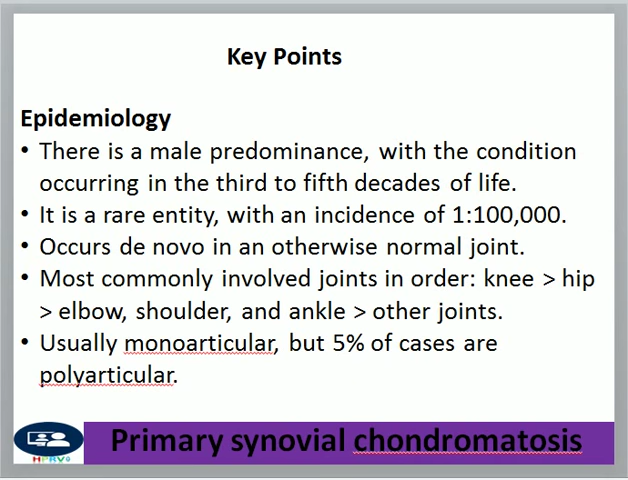 Key Points
Epidemiology
• There is a male predominance, with the condition
occurring in the third to fifth decades of life.
• It is a rare entity, with an incidence of 1:100,000.
• Occurs de novo in an otherwise normal joint.
• Most commonly involved joints in order: knee > hip
> elbow, shoulder, and ankle > other joints.
• Usually monoarticular, but 5% of cases are
polyarticular.
Primary synovial chondromatosis
HPRV